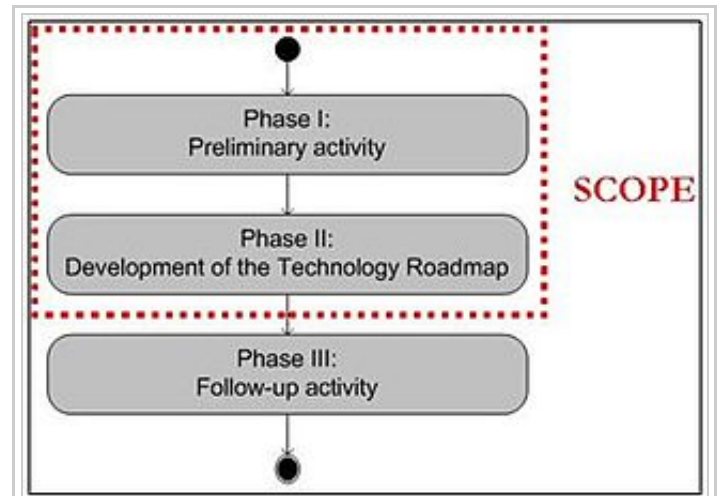 Phase I:
Preliminary activity
SCOPE
Phase II:
Development of the Technology Roadmap
Phase III:
Follow-up activity